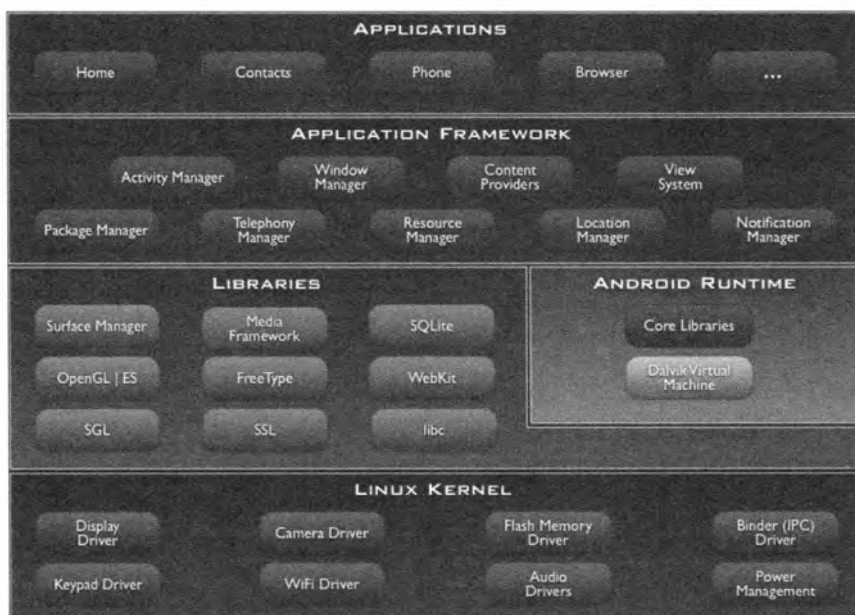 APPLICATIONS
Home
Contacts
Phone
Browser
...
APPLICATION FRAMEWORK
Activity Manager
Window
Manager
Content
Providers
View
System
Package Manager
Telephony
Manager
Resource
Manager
Location
Manager
Notification
Manager
LIBRARIES
Surface Manager
Media
Framework
SQLite
OpenGL | ES
FreeType
WebKit
SGL
SSL
libc
ANDROID RUNTIME
Core Libraries
Dalvik Virtual
Machine
LINUX KERNEL
Display
Driver
Camera Driver
Flash Memory
Driver
Binder (IPC)
Driver
Keypad Driver
WiFi Driver
Audio
Drivers
Power
Management